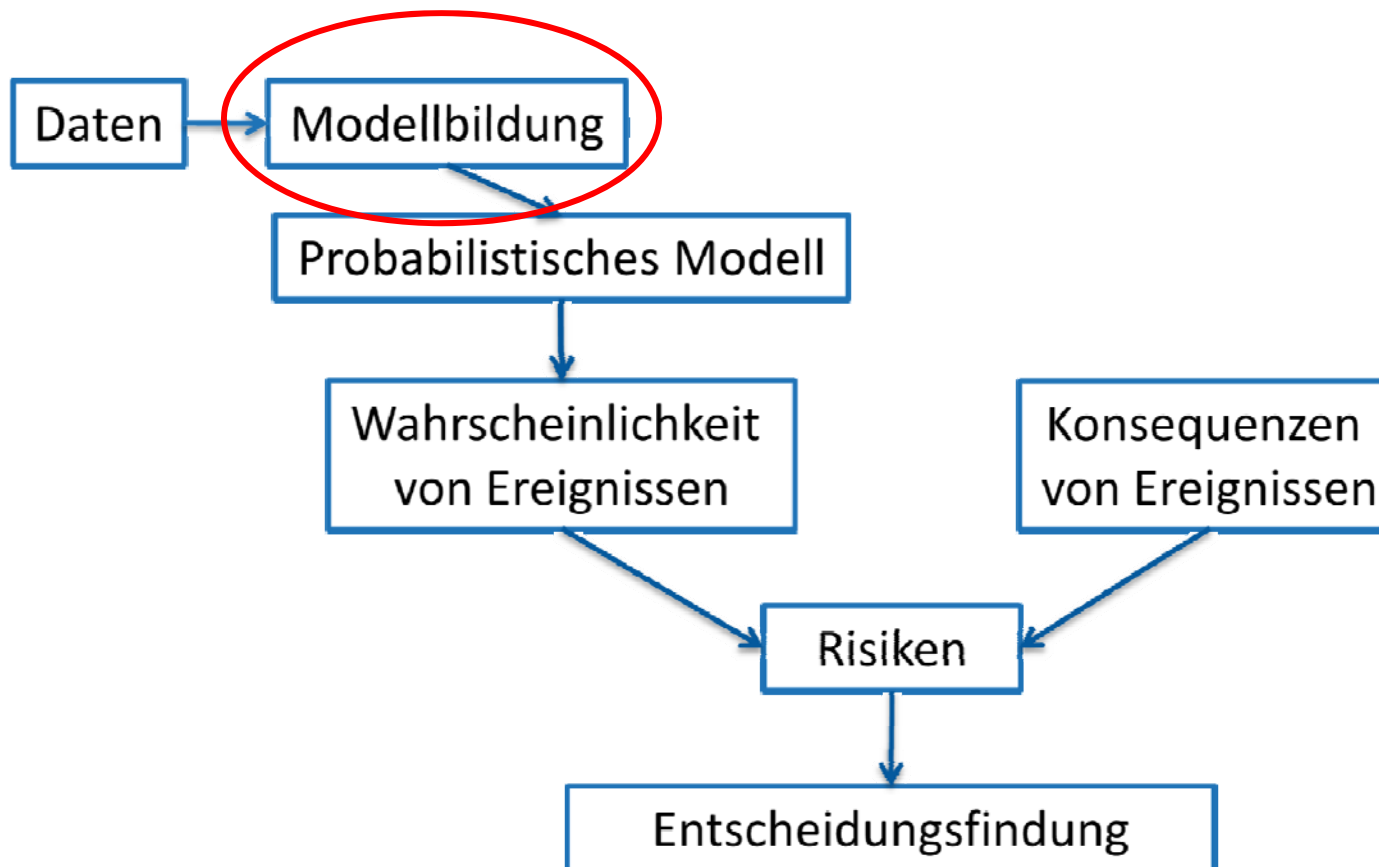 Daten
Modellbildung
Probabilistisches Modell
Wahrscheinlichkeit
von Ereignissen
Konsequenzen
von Ereignissen
Risiken
Entscheidungsfindung